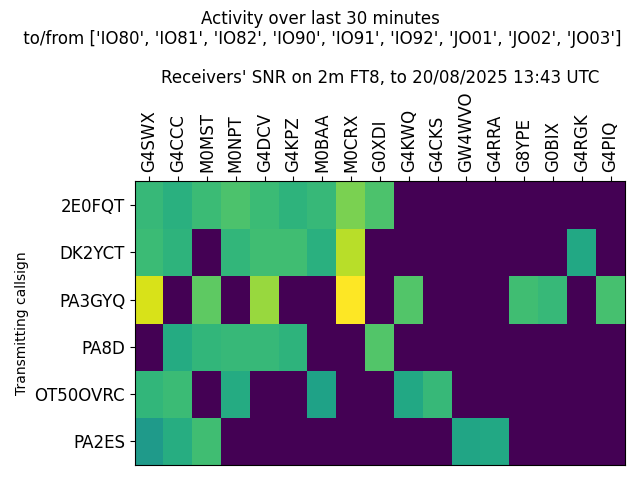 Activity over last 30 minutes
to/from ['IO80', 'IO81', 'IO82', 'IO90', 'IO91', 'IO92', 'JO01', 'JO02', 'JO03']
Receivers' SNR on 2m FT8, to 20/08/2025 13:43 UTC
G4SWX
G4CCC
M0MST
M0NPT
G4DCV
G4KPZ
M0BAA
M0CRX
G0XDI
G4KWQ
G4CKS
GW4WVO
G4RRA
G8YPE
G0BIX
G4RGK
G4PIQ
Transmitting callsign
2E0FQT
DK2YCT
PA3GYQ
PA8D
OT50OVRC
PA2ES